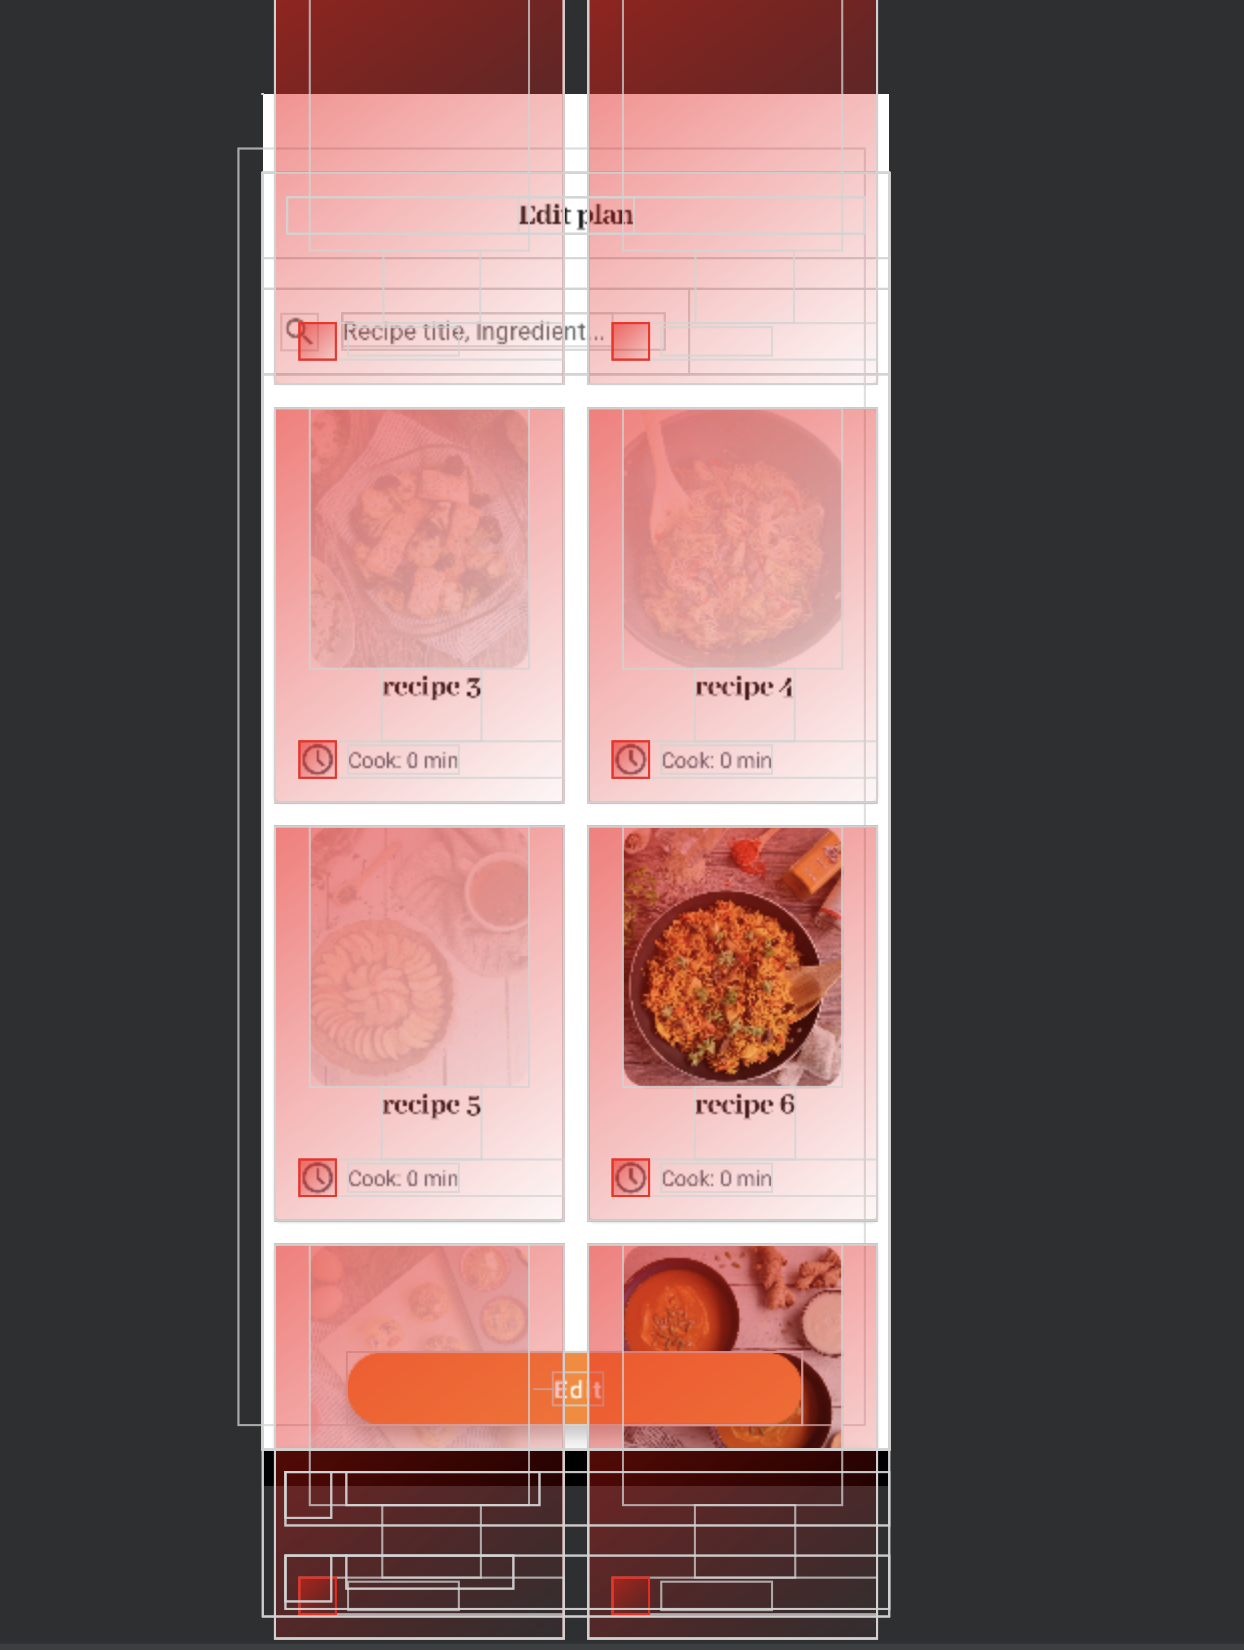 Edit plan
Recipe title, Ingredient...
recipe 3
recipe 4
Cook: 0 min
Cook: 0 min
recipe 5
recipe 6
Cook: 0 min
Cook: 0 min
Edit